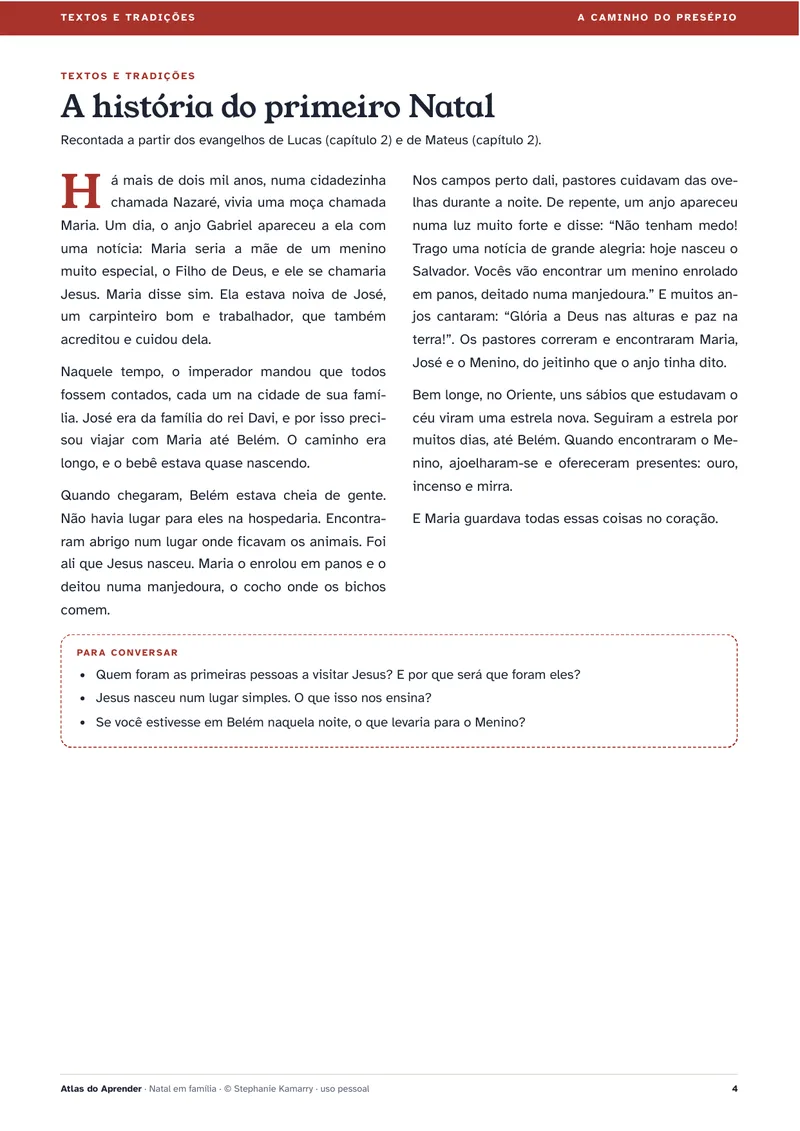 TEXTOS E TRADIÇÕES
A CAMINHO DO PRESÉPIO
TEXTOS E TRADIÇÕES
A história do primeiro Natal
Recontada a partir dos evangelhos de Lucas (capítulo 2) e de Mateus (capítulo 2).
Há mais de dois mil anos, numa cidadezinha
chamada Nazaré, vivia uma moça chamada
Maria. Um dia, o anjo Gabriel apareceu a ela com
uma notícia: Maria seria a mãe de um menino
muito especial, o Filho de Deus, e ele se chamaria
Jesus. Maria disse sim. Ela estava noiva de José,
um carpinteiro bom e trabalhador, que também
acreditou e cuidou dela.
Naquele tempo, o imperador mandou que todos
fossem contados, cada um na cidade de sua famí-
lia. José era da família do rei Davi, e por isso preci-
sou viajar com Maria até Belém. O caminho era
longo, e o bebê estava quase nascendo.
Quando chegaram, Belém estava cheia de gente.
Não havia lugar para eles na hospedaria. Encontra-
ram abrigo num lugar onde ficavam os animais. Foi
ali que Jesus nasceu. Maria o enrolou em panos e o
deitou numa manjedoura, o cocho onde os bichos
comem.
Nos campos perto dali, pastores cuidavam das ove-
lhas durante a noite. De repente, um anjo apareceu
numa luz muito forte e disse: “Não tenham medo!
Trago uma notícia de grande alegria: hoje nasceu o
Salvador. Vocês vão encontrar um menino enrolado
em panos, deitado numa manjedoura.” E muitos an-
jos cantaram: “Glória a Deus nas alturas e paz na
terra!”. Os pastores correram e encontraram Maria,
José e o Menino, do jeitinho que o anjo tinha dito.
Bem longe, no Oriente, uns sábios que estudavam o
céu viram uma estrela nova. Seguiram a estrela por
muitos dias, até Belém. Quando encontraram o Me-
nino, ajoelharam-se e ofereceram presentes: ouro,
incenso e mirra.
E Maria guardava todas essas coisas no coração.
PARA CONVERSAR
• Quem foram as primeiras pessoas a visitar Jesus? E por que será que foram eles?
• Jesus nasceu num lugar simples. O que isso nos ensina?
• Se você estivesse em Belém naquela noite, o que levaria para o Menino?
Atlas do Aprender · Natal em família · © Stephanie Kamarry · uso pessoal
4